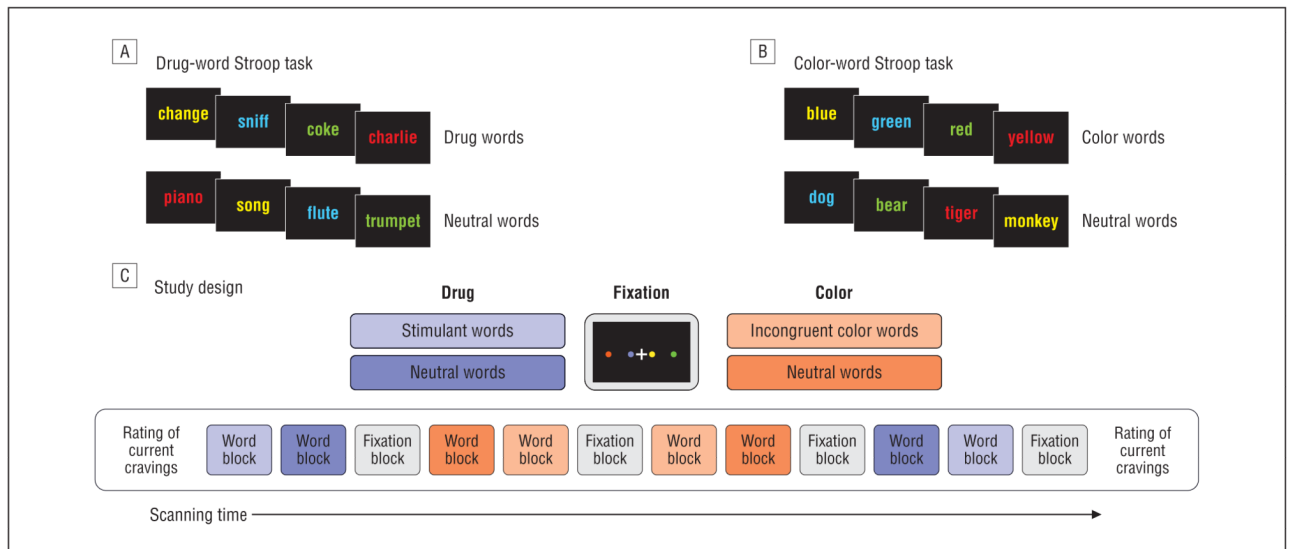 A
Drug-word Stroop task
change
sniff
coke
charlie
Drug words
piano
song
flute
trumpet
Neutral words
B
Color-word Stroop task
blue
green
red
yellow
Color words
dog
bear
tiger
monkey
Neutral words
C
Study design
Drug
Fixation
Color
Stimulant words
Incongruent color words
Neutral words
Neutral words
Rating of
current
cravings
Word
block
Word
block
Fixation
block
Word
block
Word
block
Fixation
block
Word
block
Word
block
Fixation
block
Word
block
Word
block
Fixation
block
Rating of
current
cravings
Scanning time